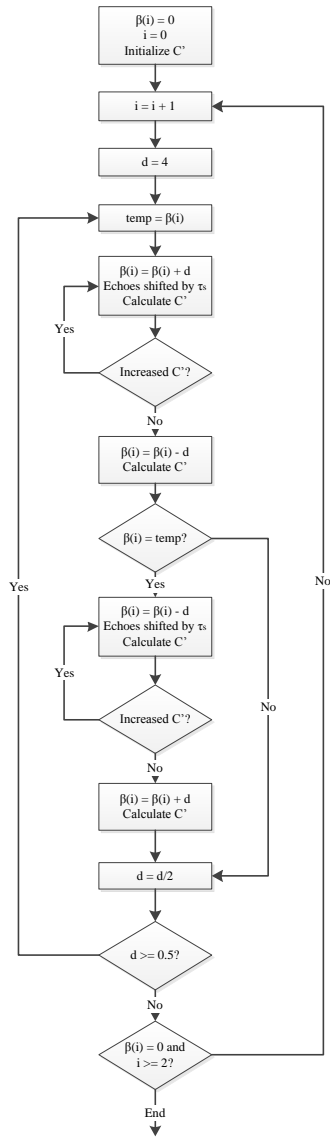 β(i) = 0
i = 0
Initialize C’
i = i + 1
d = 4
temp = β(i)
β(i) = β(i) + d
Echoes shifted by τs
Calculate C’
Yes
Increased C’?
No
β(i) = β(i) - d
Calculate C’
β(i) = temp?
Yes
No
Yes
β(i) = β(i) - d
Echoes shifted by τs
Calculate C’
Yes
Increased C’?
No
No
β(i) = β(i) + d
Calculate C’
d = d/2
d >= 0.5?
No
β(i) = 0 and
i >= 2?
End